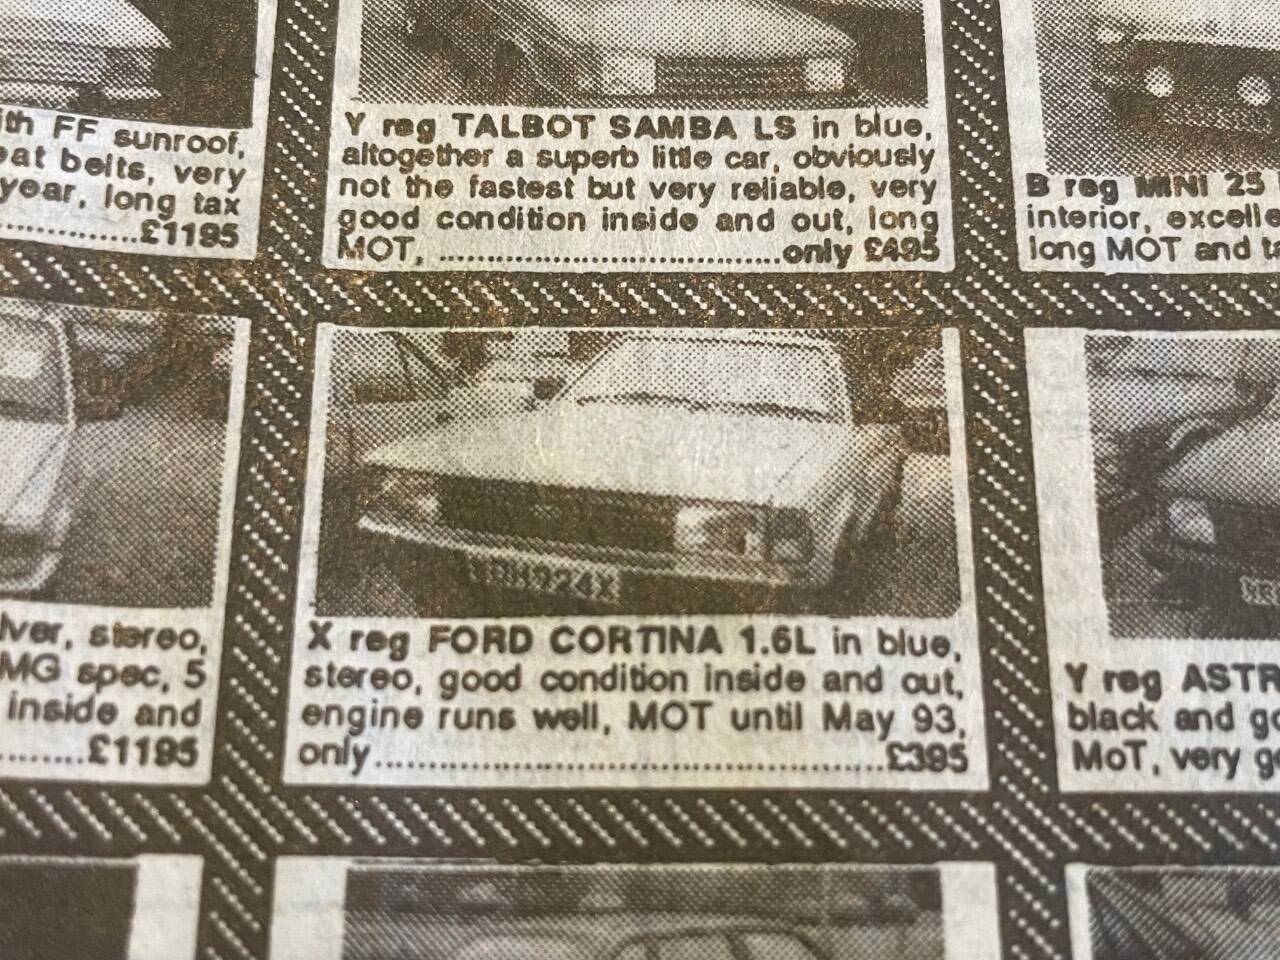 ith FF sunroof,
eat belts, very
year, long tax
..............£1195
Y reg TALBOT SAMBA LS in blue,
altogether a superb little car, obviously
not the fastest but very reliable, very
good condition inside and out, long
MOT, ...................................only £495
B reg MINI 25
interior, excelle
long MOT and ta
lver, stereo,
MG spec, 5
inside and
........£1195
X reg FORD CORTINA 1.6L in blue,
stereo, good condition inside and out,
engine runs well, MOT until May 93,
only....................................................£395
Y reg ASTR
black and go
MoT, very go